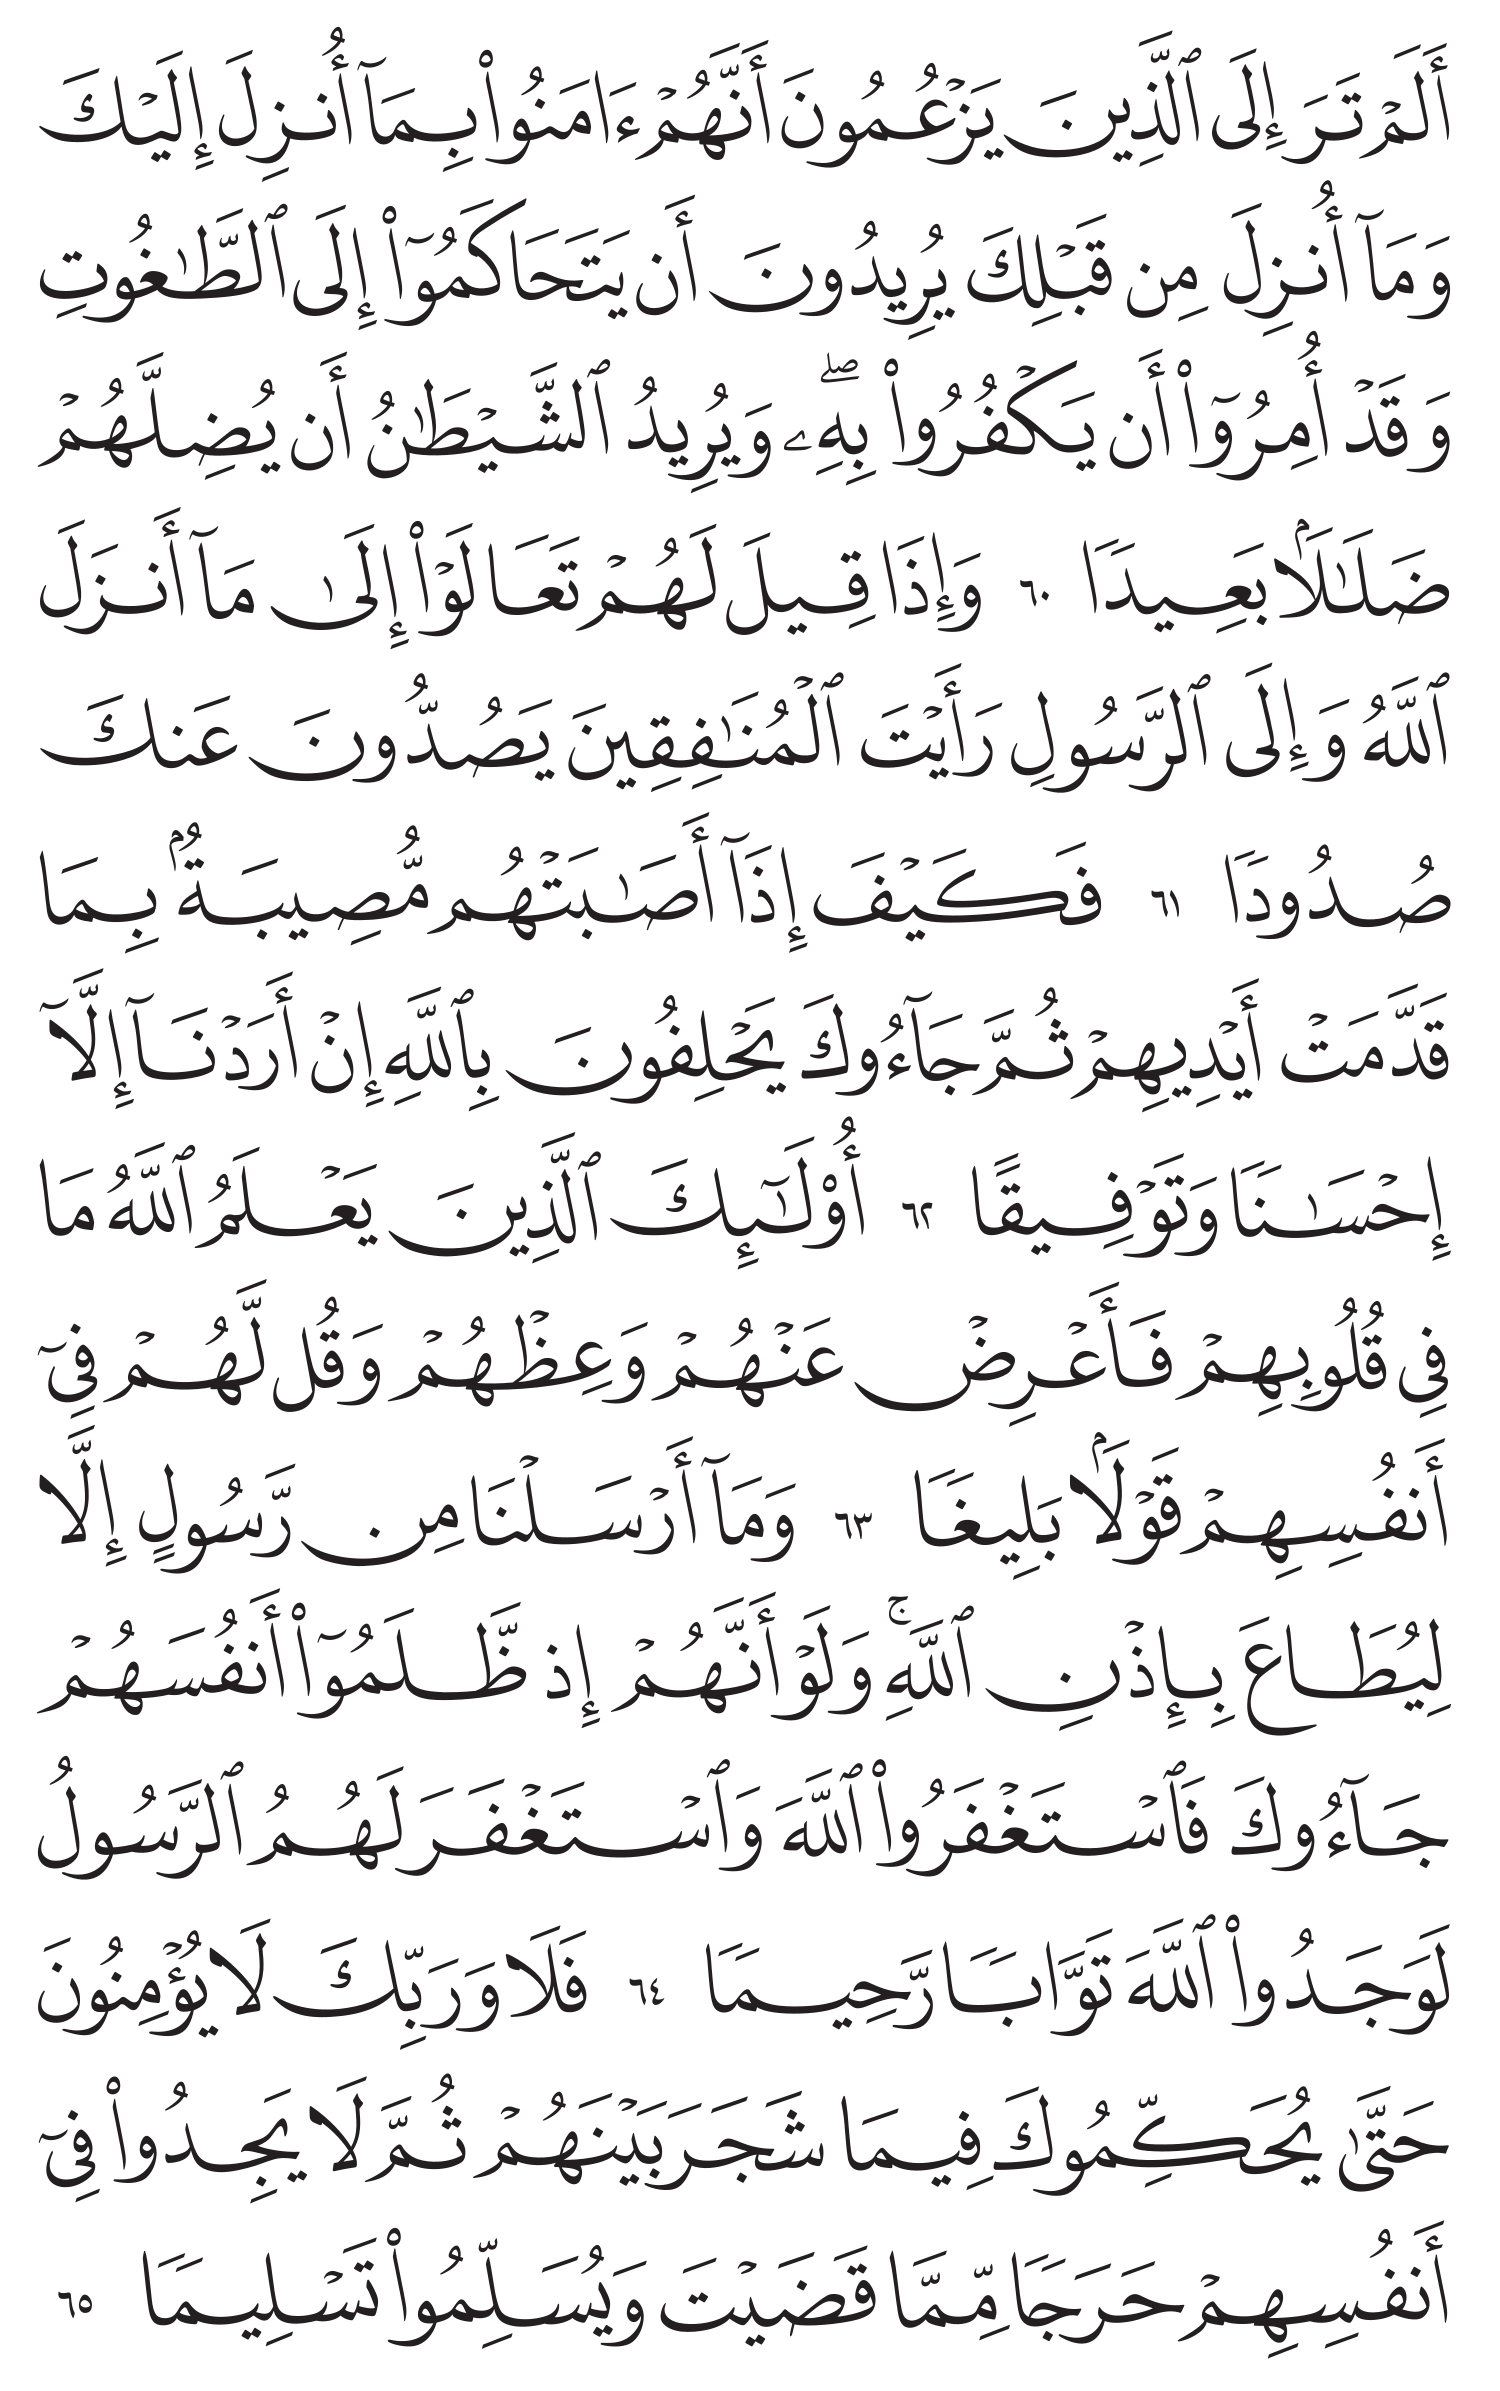 أَلَمْ تَرَ إِلَى ٱلَّذِينَ يَزْعُمُونَ أَنَّهُمْ ءَامَنُوا۟ بِمَآ أُنزِلَ إِلَيْكَ
وَمَآ أُنزِلَ مِن قَبْلِكَ يُرِيدُونَ أَن يَتَحَاكَمُوٓا۟ إِلَى ٱلطَّـٰغُوتِ
وَقَدْ أُمِرُوٓا۟ أَن يَكْفُرُوا۟ بِهِۦۖ وَيُرِيدُ ٱلشَّيْطَـٰنُ أَن يُضِلَّهُمْ
ضَلَـٰلًۢا بَعِيدًا ٦٠ وَإِذَا قِيلَ لَهُمْ تَعَالَوْا۟ إِلَىٰ مَآ أَنزَلَ
ٱللَّهُ وَإِلَى ٱلرَّسُولِ رَأَيْتَ ٱلْمُنَـٰفِقِينَ يَصُدُّونَ عَنكَ
صُدُودًا ٦١ فَكَيْفَ إِذَآ أَصَـٰبَتْهُم مُّصِيبَةٌۢ بِمَا
قَدَّمَتْ أَيْدِيهِمْ ثُمَّ جَآءُوكَ يَحْلِفُونَ بِٱللَّهِ إِنْ أَرَدْنَآ إِلَّآ
إِحْسَـٰنًا وَتَوْفِيقًا ٦٢ أُو۟لَـٰٓئِكَ ٱلَّذِينَ يَعْلَمُ ٱللَّهُ مَا
فِى قُلُوبِهِمْ فَأَعْرِضْ عَنْهُمْ وَعِظْهُمْ وَقُل لَّهُمْ فِىٓ
أَنفُسِهِمْ قَوْلًۢا بَلِيغًا ٦٣ وَمَآ أَرْسَلْنَا مِن رَّسُولٍ إِلَّا
لِيُطَاعَ بِإِذْنِ ٱللَّهِۚ وَلَوْ أَنَّهُمْ إِذ ظَّلَمُوٓا۟ أَنفُسَهُمْ
جَآءُوكَ فَٱسْتَغْفَرُوا۟ ٱللَّهَ وَٱسْتَغْفَرَ لَهُمُ ٱلرَّسُولُ
لَوَجَدُوا۟ ٱللَّهَ تَوَّابًا رَّحِيمًا ٦٤ فَلَا وَرَبِّكَ لَا يُؤْمِنُونَ
حَتَّىٰ يُحَكِّمُوكَ فِيمَا شَجَرَ بَيْنَهُمْ ثُمَّ لَا يَجِدُوا۟ فِىٓ
أَنفُسِهِمْ حَرَجًا مِّمَّا قَضَيْتَ وَيُسَلِّمُوا۟ تَسْلِيمًا ٦٥